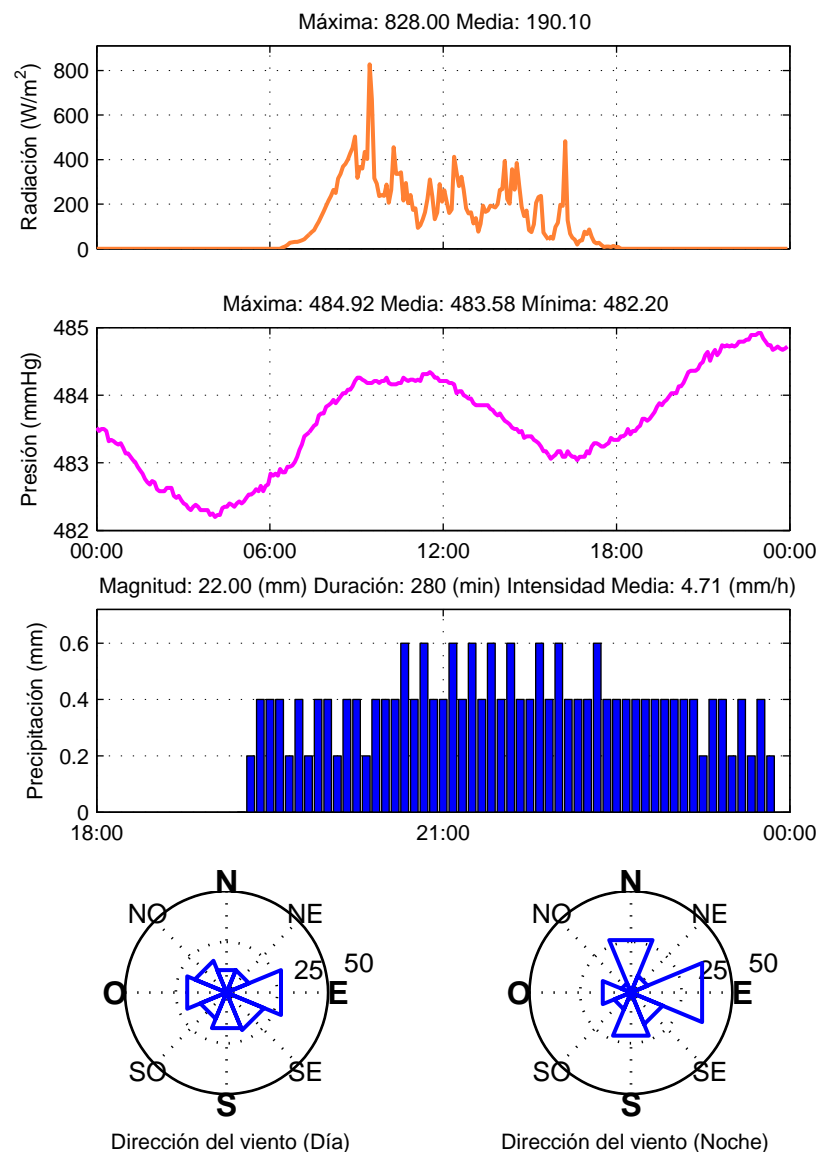 Máxima: 828.00 Media: 190.10
800
600
400
200
0
Radiación (W/m²)
Máxima: 484.92 Media: 483.58 Mínima: 482.20
485
484
483
482
Presión (mmHg)
00:00 06:00 12:00 18:00 00:00
Magnitud: 22.00 (mm) Duración: 280 (min) Intensidad Media: 4.71 (mm/h)
0.6
0.4
0.2
0
Precipitación (mm)
18:00 21:00 00:00
N
NO NE
25 50
O E
SO SE
S
Dirección del viento (Día)
N
NO NE
25 50
O E
SO SE
S
Dirección del viento (Noche)